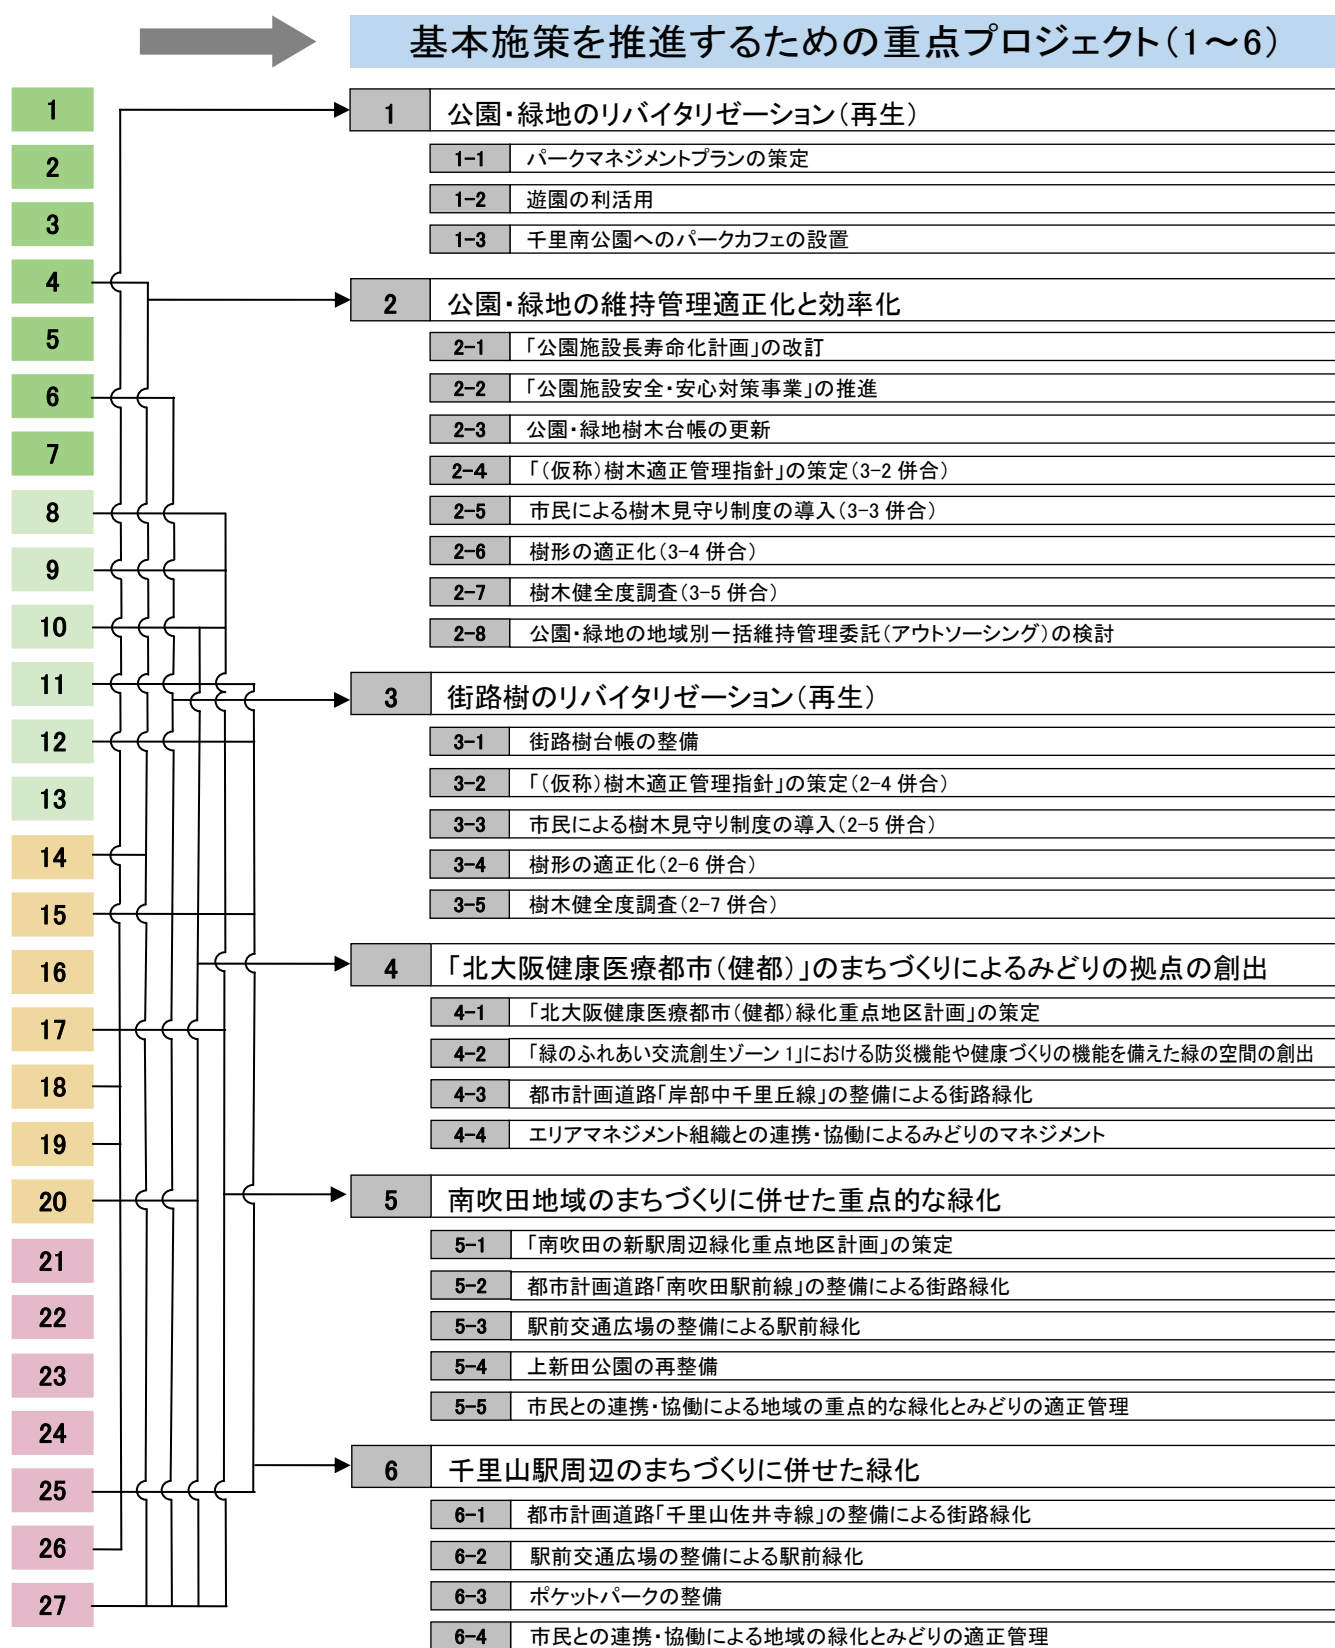 基本施策を推進するための重点プロジェクト(1～6)
1
2
3
4
5
6
7
8
9
10
11
12
13
14
15
16
17
18
19
20
21
22
23
24
25
26
27
1 公園・緑地のリバイタリゼーション(再生)
1-1 パークマネジメントプランの策定
1-2 遊園の利活用
1-3 千里南公園へのパークカフェの設置
2 公園・緑地の維持管理適正化と効率化
2-1 「公園施設長寿命化計画」の改訂
2-2 「公園施設安全・安心対策事業」の推進
2-3 公園・緑地樹木台帳の更新
2-4 「(仮称)樹木適正管理指針」の策定(3-2 併合)
2-5 市民による樹木見守り制度の導入(3-3 併合)
2-6 樹形の適正化(3-4 併合)
2-7 樹木健全度調査(3-5 併合)
2-8 公園・緑地の地域別一括維持管理委託(アウトソーシング)の検討
3 街路樹のリバイタリゼーション(再生)
3-1 街路樹台帳の整備
3-2 「(仮称)樹木適正管理指針」の策定(2-4 併合)
3-3 市民による樹木見守り制度の導入(2-5 併合)
3-4 樹形の適正化(2-6 併合)
3-5 樹木健全度調査(2-7 併合)
4 「北大阪健康医療都市(健都)」のまちづくりによるみどりの拠点の創出
4-1 「北大阪健康医療都市(健都)緑化重点地区計画」の策定
4-2 「緑のふれあい交流創生ゾーン 1」における防災機能や健康づくりの機能を備えた緑の空間の創出
4-3 都市計画道路「岸部中千里丘線」の整備による街路緑化
4-4 エリアマネジメント組織との連携・協働によるみどりのマネジメント
5 南吹田地域のまちづくりに併せた重点的な緑化
5-1 「南吹田の新駅周辺緑化重点地区計画」の策定
5-2 都市計画道路「南吹田駅前線」の整備による街路緑化
5-3 駅前交通広場の整備による駅前緑化
5-4 上新田公園の再整備
5-5 市民との連携・協働による地域の重点的な緑化とみどりの適正管理
6 千里山駅周辺のまちづくりに併せた緑化
6-1 都市計画道路「千里山佐井寺線」の整備による街路緑化
6-2 駅前交通広場の整備による駅前緑化
6-3 ポケットパークの整備
6-4 市民との連携・協働による地域の緑化とみどりの適正管理